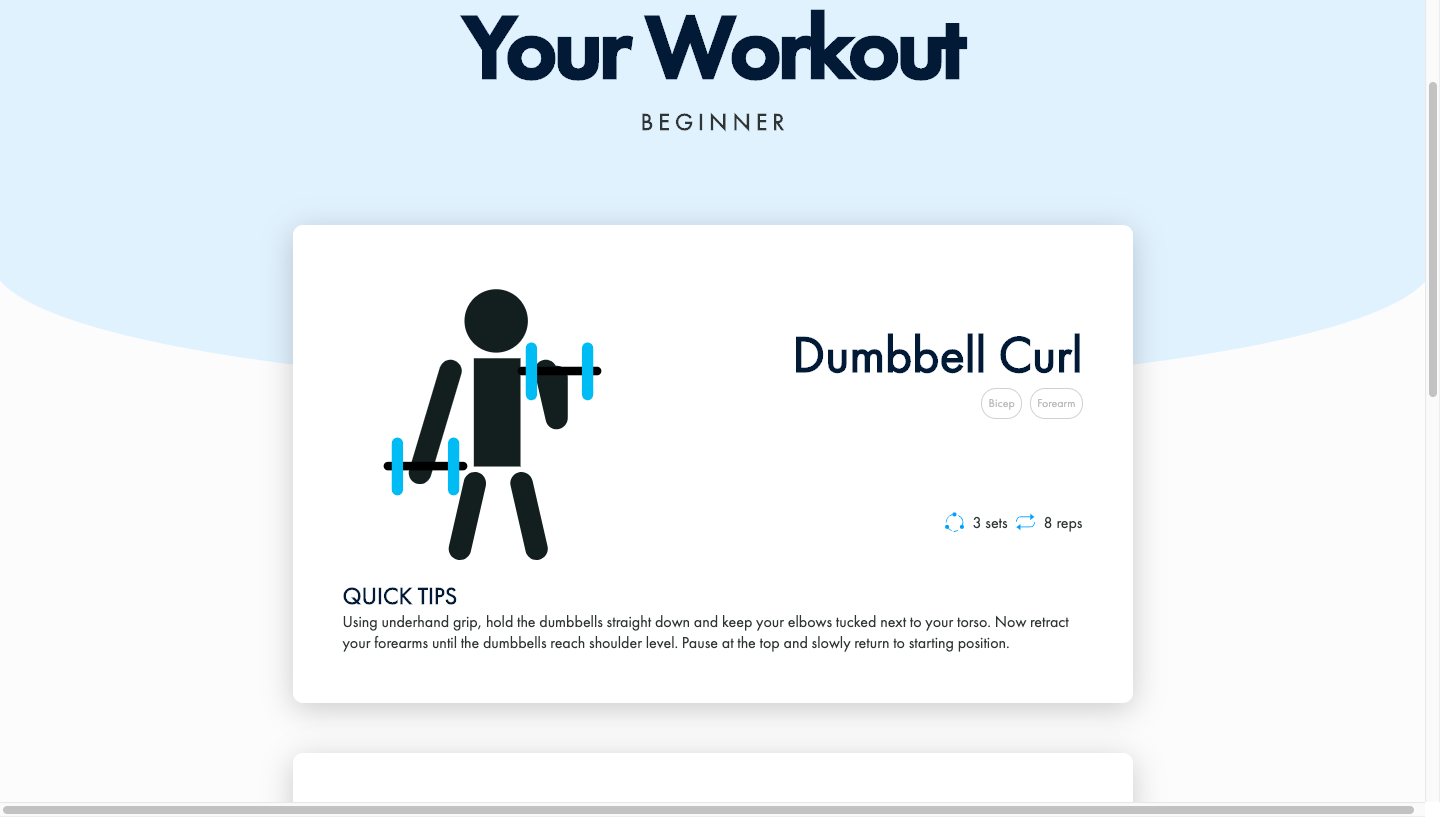 Your Workout
BEGINNER
Dumbbell Curl
Bicep Forearm
3 sets 8 reps
QUICK TIPS
Using underhand grip, hold the dumbbells straight down and keep your elbows tucked next to your torso. Now retract
your forearms until the dumbbells reach shoulder level. Pause at the top and slowly return to starting position.